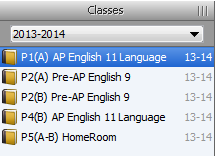 Classes
2013-2014
P1(A) AP English 11 Language 13-14
P2(A) Pre-AP English 9 13-14
P2(B) Pre-AP English 9 13-14
P4(B) AP English 11 Language 13-14
P5(A-B) HomeRoom 13-14